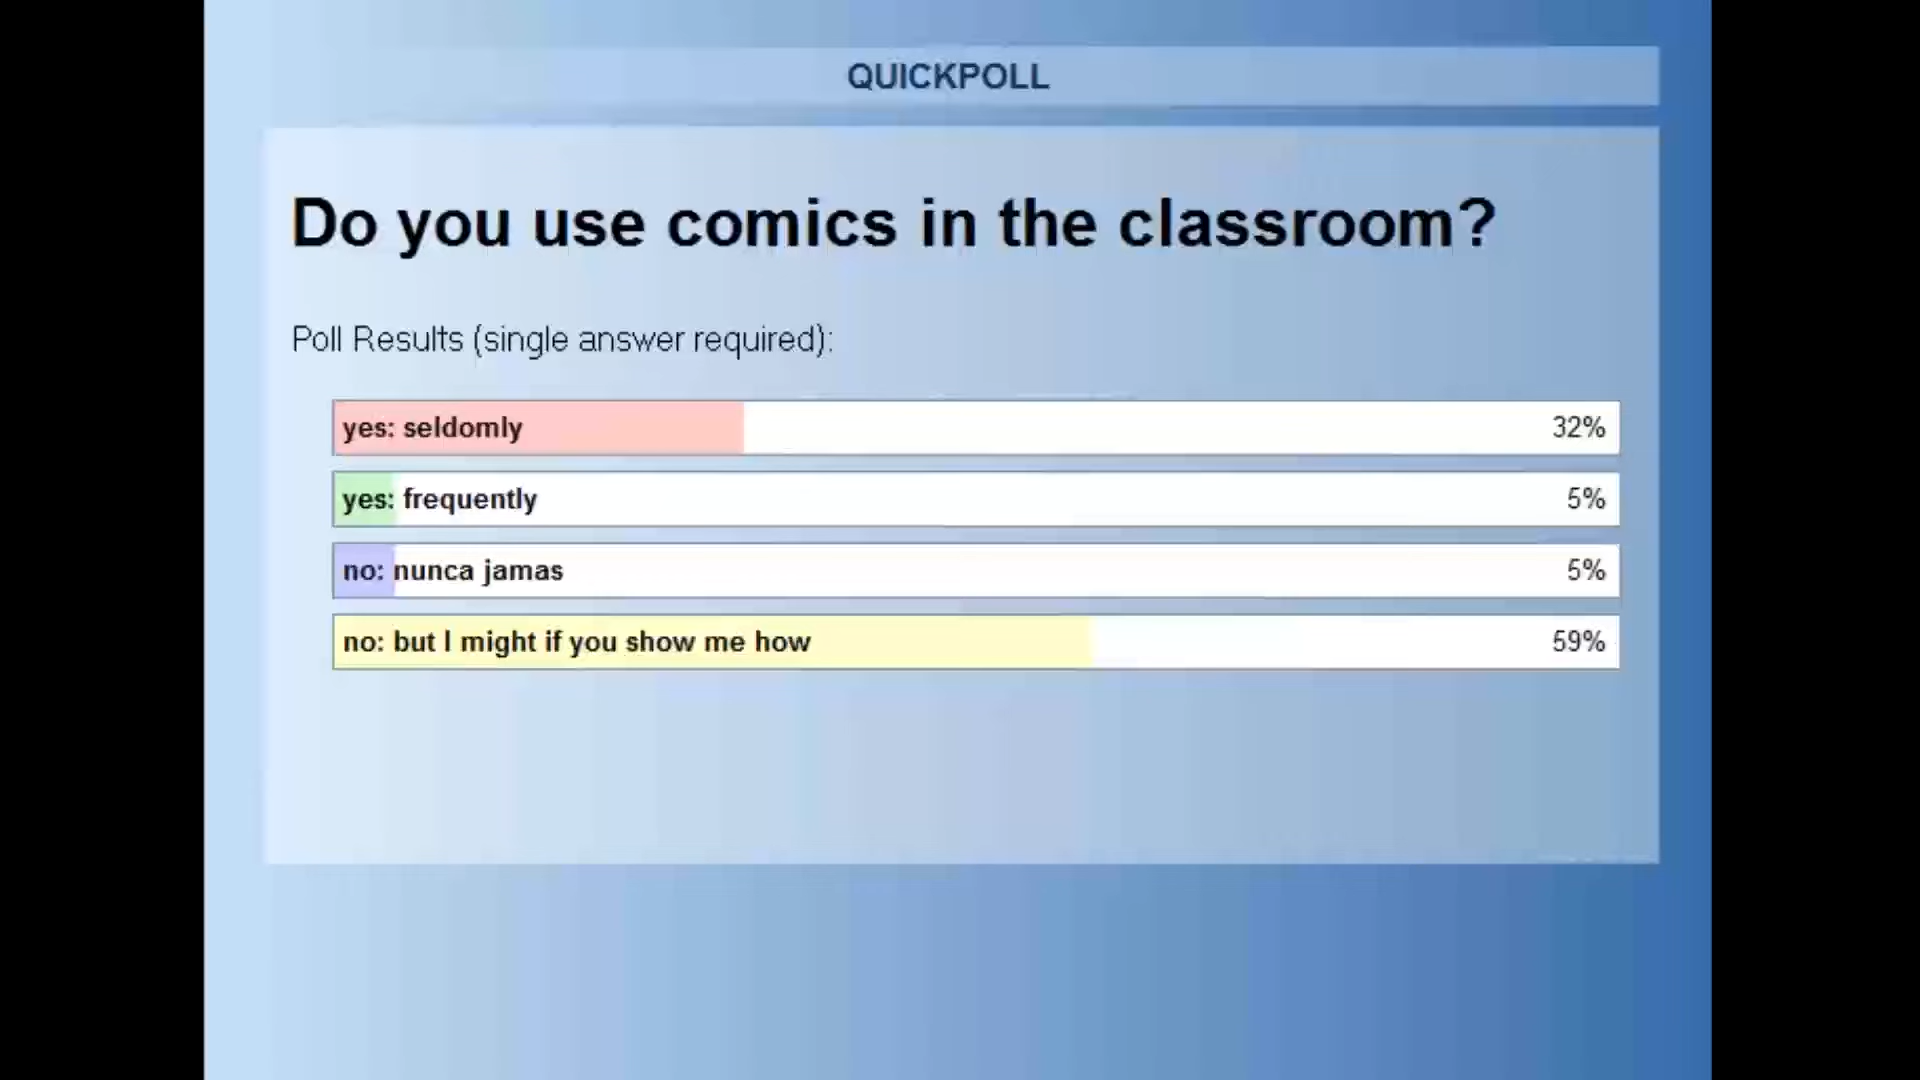 QUICKPOLL
Do you use comics in the classroom?
Poll Results (single answer required):
yes: seldomly 32%
yes: frequently 5%
no: nunca jamas 5%
no: but I might if you show me how 59%